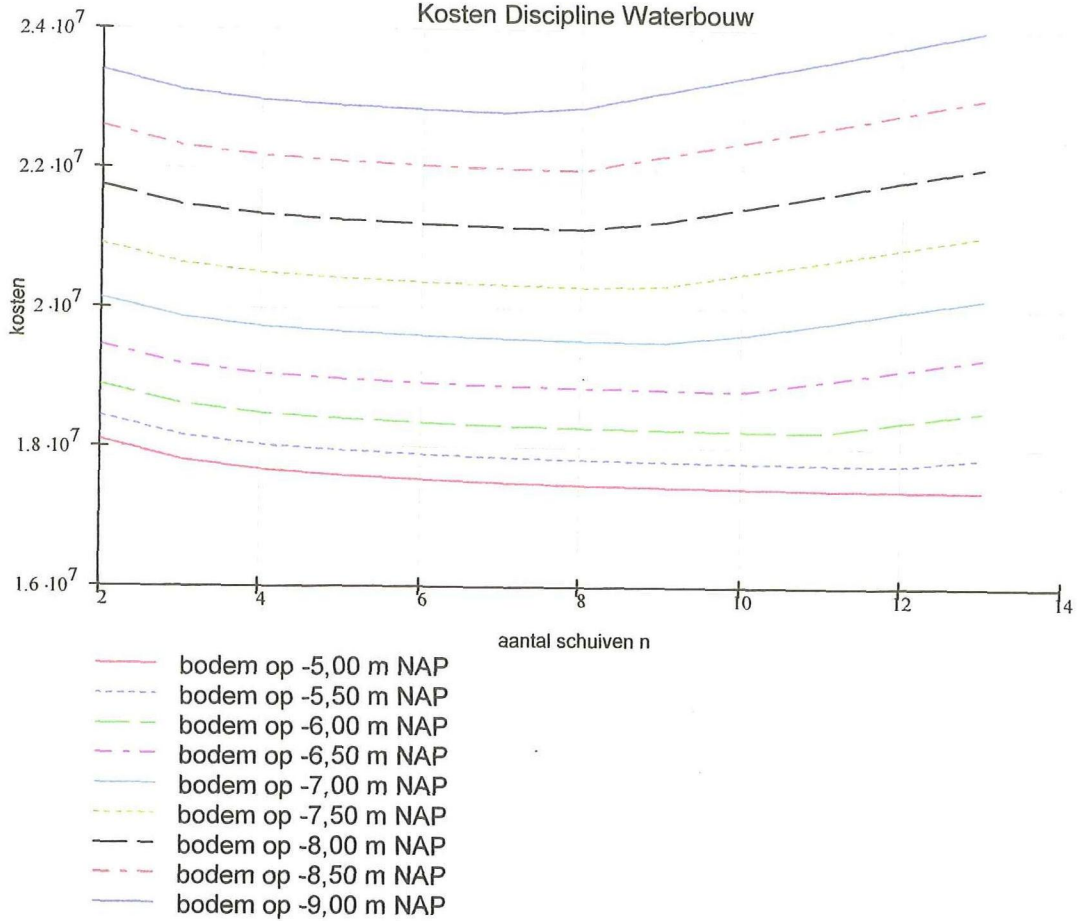 Kosten Discipline Waterbouw
2.4 ·10⁷
2.2 ·10⁷
2 ·10⁷
1.8 ·10⁷
1.6 ·10⁷
kosten
2 4 6 8 10 12 14
aantal schuiven n
bodem op -5,00 m NAP
bodem op -5,50 m NAP
bodem op -6,00 m NAP
bodem op -6,50 m NAP
bodem op -7,00 m NAP
bodem op -7,50 m NAP
bodem op -8,00 m NAP
bodem op -8,50 m NAP
bodem op -9,00 m NAP